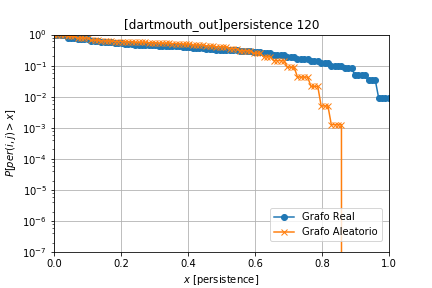 [dartmouth_out]persistence 120
P[per(i, j) > x]
10^0
10^-1
10^-2
10^-3
10^-4
10^-5
10^-6
10^-7
0.0 0.2 0.4 0.6 0.8 1.0
x [persistence]
Grafo Real
Grafo Aleatorio